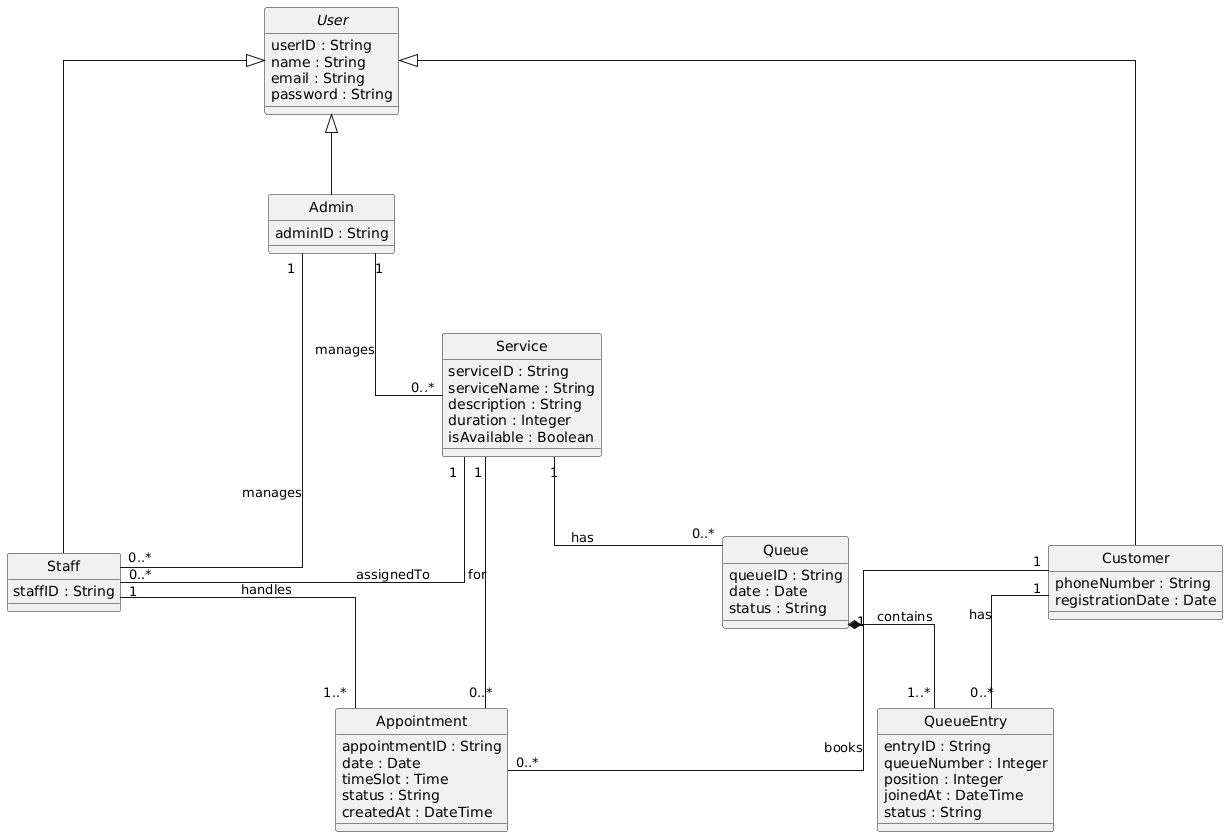 User
userID : String
name : String
email : String
password : String
Admin
adminID : String
1
1
manages
0..*
Service
serviceID : String
serviceName : String
description : String
duration : Integer
isAvailable : Boolean
1
1
1
manages
has
0..*
0..*
0..*
1
Staff
staffID : String
assignedTo
for
handles
Queue
queueID : String
date : Date
status : String
1
1
Customer
phoneNumber : String
registrationDate : Date
1
contains
has
1..*
0..*
1..*
0..*
Appointment
appointmentID : String
date : Date
timeSlot : Time
status : String
createdAt : DateTime
0..*
books
QueueEntry
entryID : String
queueNumber : Integer
position : Integer
joinedAt : DateTime
status : String